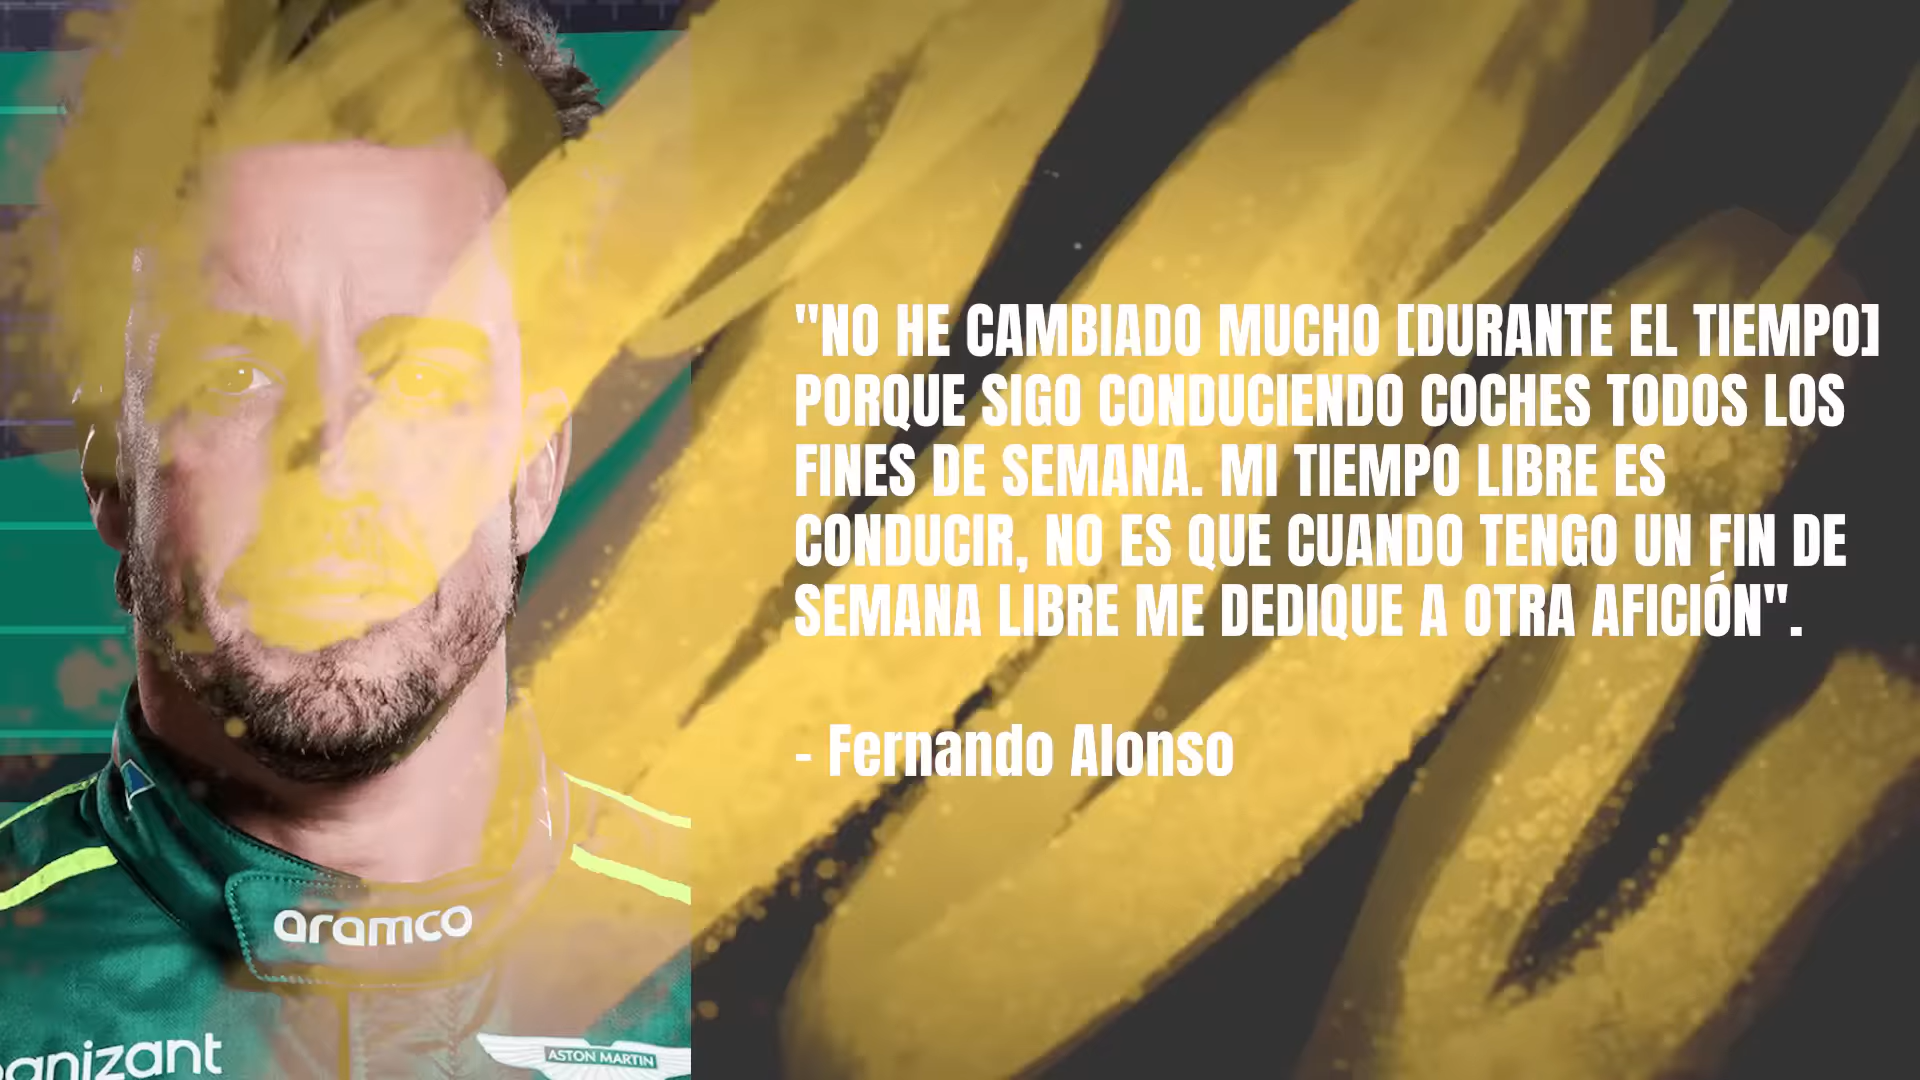 "NO HE CAMBIADO MUCHO [DURANTE EL TIEMPO]
PORQUE SIGO CONDUCIENDO COCHES TODOS LOS
FINES DE SEMANA. MI TIEMPO LIBRE ES
CONDUCIR, NO ES QUE CUANDO TENGO UN FIN DE
SEMANA LIBRE ME DEDIQUE A OTRA AFICIÓN".
- Fernando Alonso
aramco
anizant
ASTON MARTIN